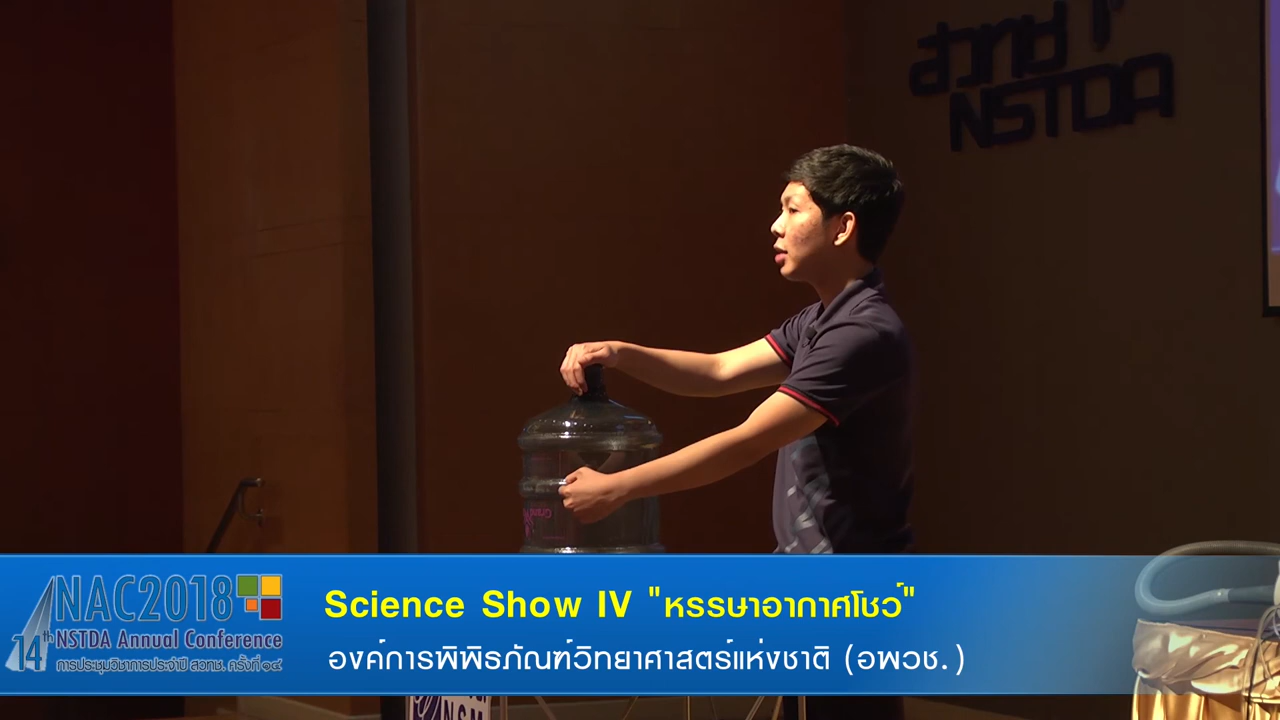 สวทช
NSTDA
NAC2018
14th NSTDA Annual Conference
การประชุมวิชาการประจำปี สวทช. ครั้งที่ ๑๔
Science Show IV "หรรษาอากาศโชว์"
องค์การพิพิธภัณฑ์วิทยาศาสตร์แห่งชาติ (อพวช.)
NSM